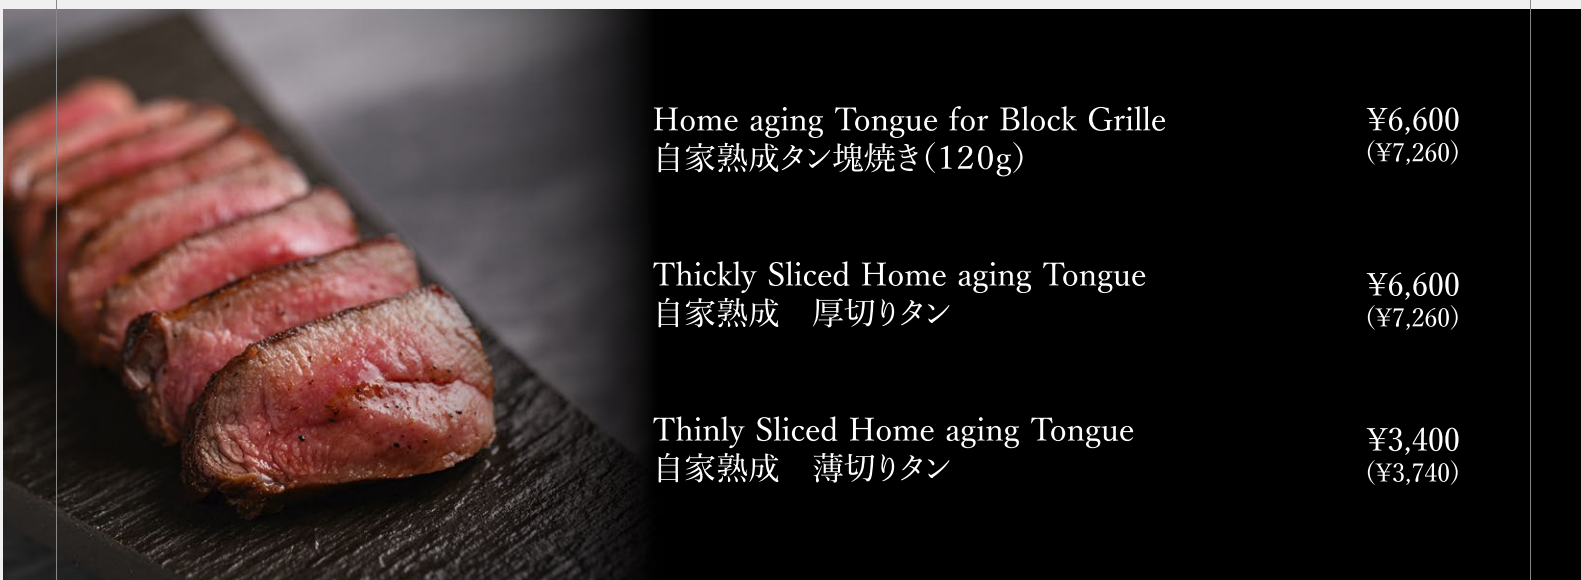 Home aging Tongue for Block Grille ¥6,600
自家熟成タン塊焼き(120g) (¥7,260)
Thickly Sliced Home aging Tongue ¥6,600
自家熟成　厚切りタン (¥7,260)
Thinly Sliced Home aging Tongue ¥3,400
自家熟成　薄切りタン (¥3,740)